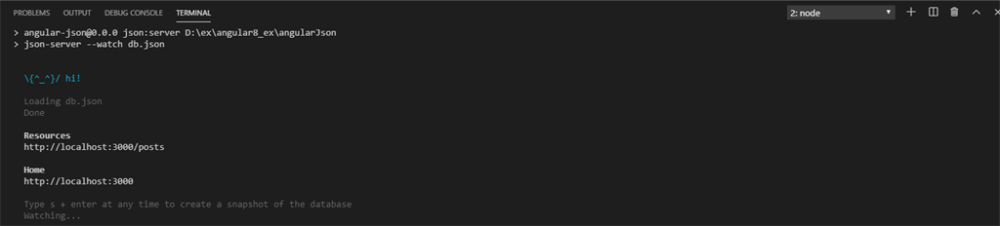 PROBLEMS OUTPUT DEBUG CONSOLE TERMINAL 2: node
> angular-json@0.0.0 json:server D:\ex\angular8_ex\angularJson
> json-server --watch db.json
\{^_^}/ hi!
Loading db.json
Done
Resources
http://localhost:3000/posts
Home
http://localhost:3000
Type s + enter at any time to create a snapshot of the database
Watching...